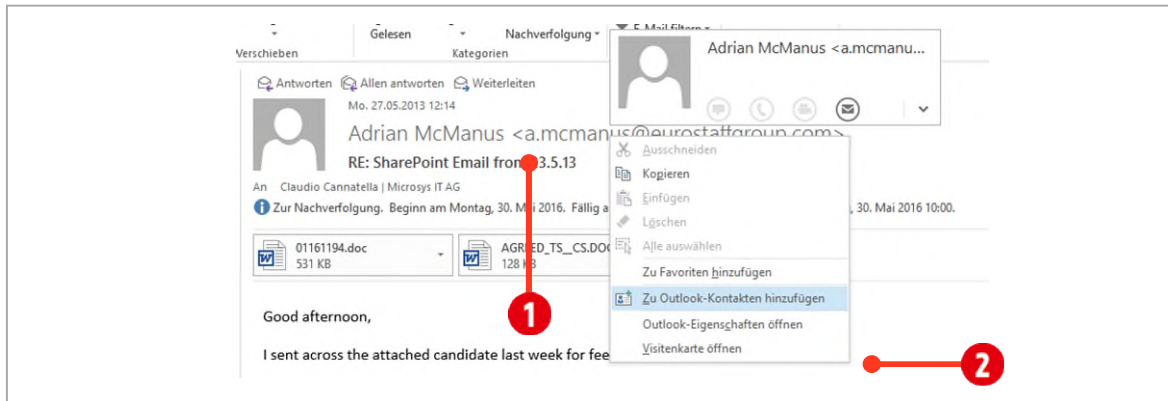 Gelesen
Nachverfolgung
E-Mail filtern
Verschieben
Kategorien
Adrian McManus <a.mcmanu...
Antworten Allen antworten Weiterleiten
Mo. 27.05.2013 12:14
Adrian McManus <a.mcmanus@eurostaffgroup.com>
RE: SharePoint Email from 3.5.13
An Claudio Cannatella | Microsys IT AG
Zur Nachverfolgung. Beginn am Montag, 30. Mai 2016. Fällig a , 30. Mai 2016 10:00.
01161194.doc
531 KB
AGREED_TS__CS.DOC
128 KB
Ausschneiden
Kopieren
Einfügen
Löschen
Alle auswählen
Zu Favoriten hinzufügen
Zu Outlook-Kontakten hinzufügen
Outlook-Eigenschaften öffnen
Visitenkarte öffnen
1
Good afternoon,
I sent across the attached candidate last week for fee
2